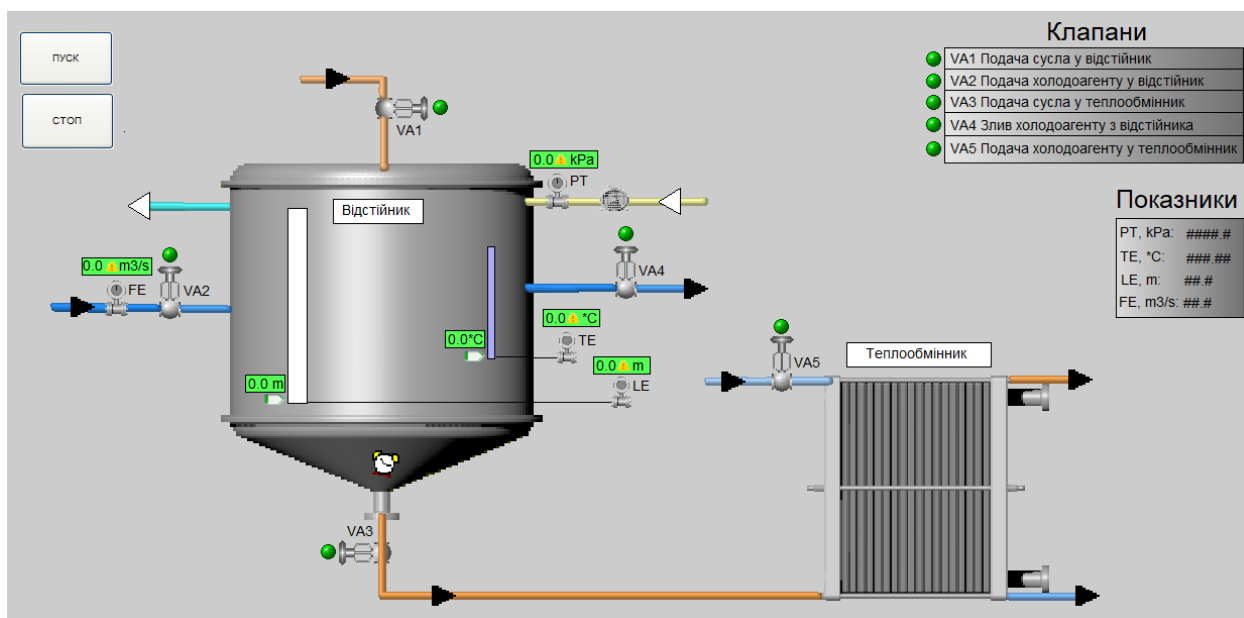 ПУСК
СТОП
Клапани
VA1 Подача сусла у відстійник
VA2 Подача холодоагенту у відстійник
VA3 Подача сусла у теплообмінник
VA4 Злив холодоагенту з відстійника
VA5 Подача холодоагенту у теплообмінник
VA1
0.0 kPa
PT
Відстійник
Показники
PT, kPa: ####.#
TE, *C: ###.##
LE, m: ##.#
FE, m3/s: ##.#
0.0 m3/s
FE
VA2
VA4
0.0 *C
TE
0.0*C
0.0 m
LE
0.0 m
VA5
Теплообмінник
VA3